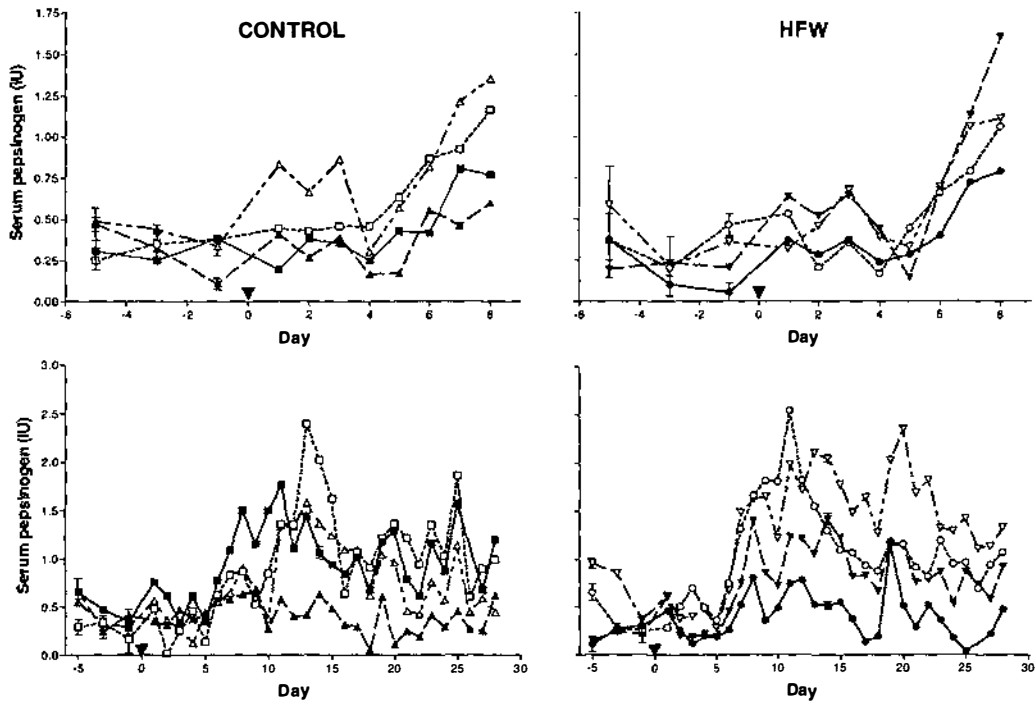 CONTROL
HFW
Serum pepsinogen (IU)
1.75
1.50
1.25
1.00
0.75
0.50
0.25
0.00
-6 -4 -2 0 2 4 6 8
Day
-6 -4 -2 0 2 4 6 8
Day
Serum pepsinogen (IU)
3.0
2.5
2.0
1.5
1.0
0.5
0.0
-5 0 5 10 15 20 25 30
Day
-5 0 5 10 15 20 25 30
Day